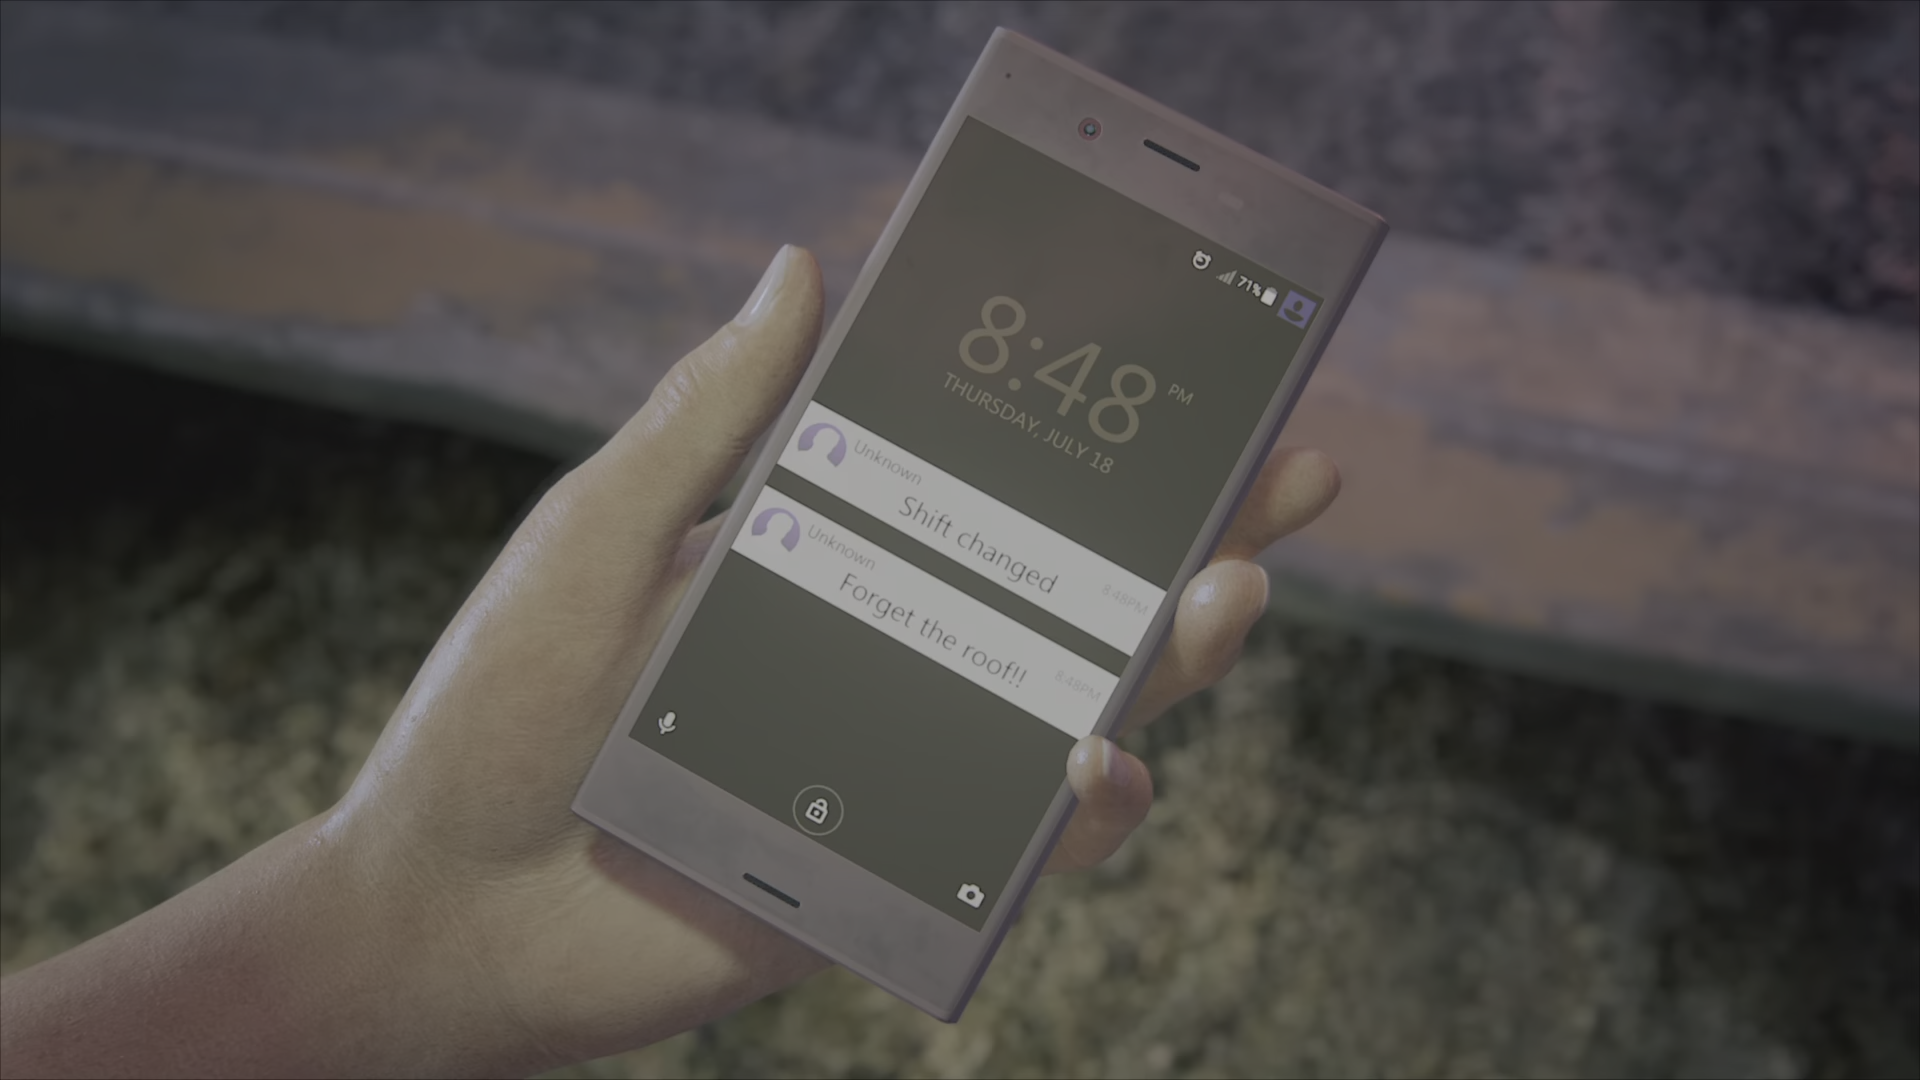 71%
8:48 PM
THURSDAY, JULY 18
Unknown
Shift changed
8:48PM
Unknown
Forget the roof!!
8:48PM